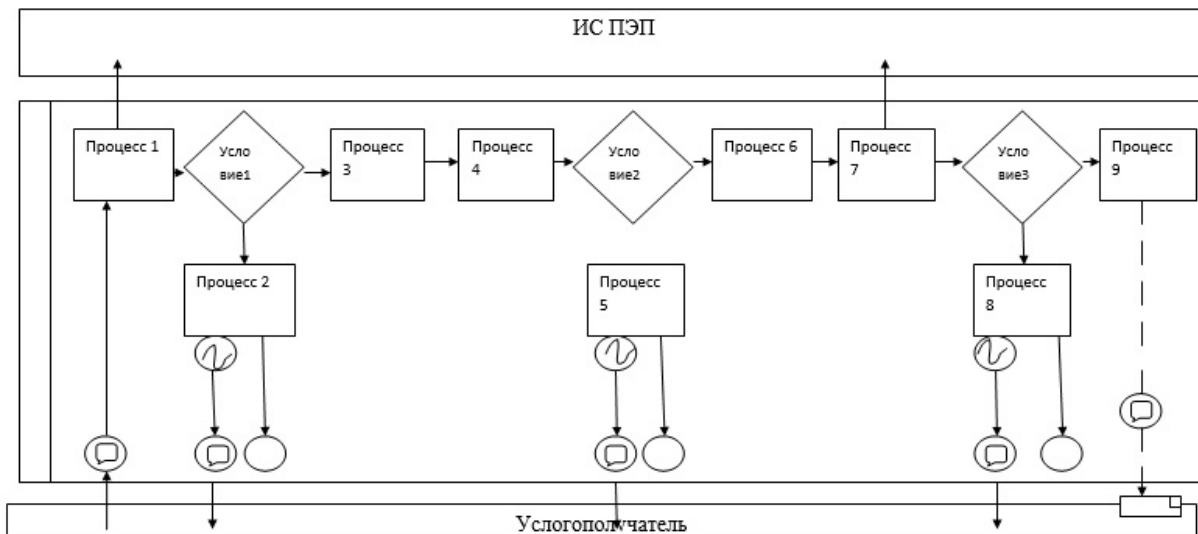 ИС ПЭП
Процесс 1
Усло
вие1
Процесс
3
Процесс
4
Усло
вие2
Процесс 6
Процесс
7
Усло
вие3
Процесс
9
Процесс 2
Процесс
5
Процесс
8
Услогополучатель